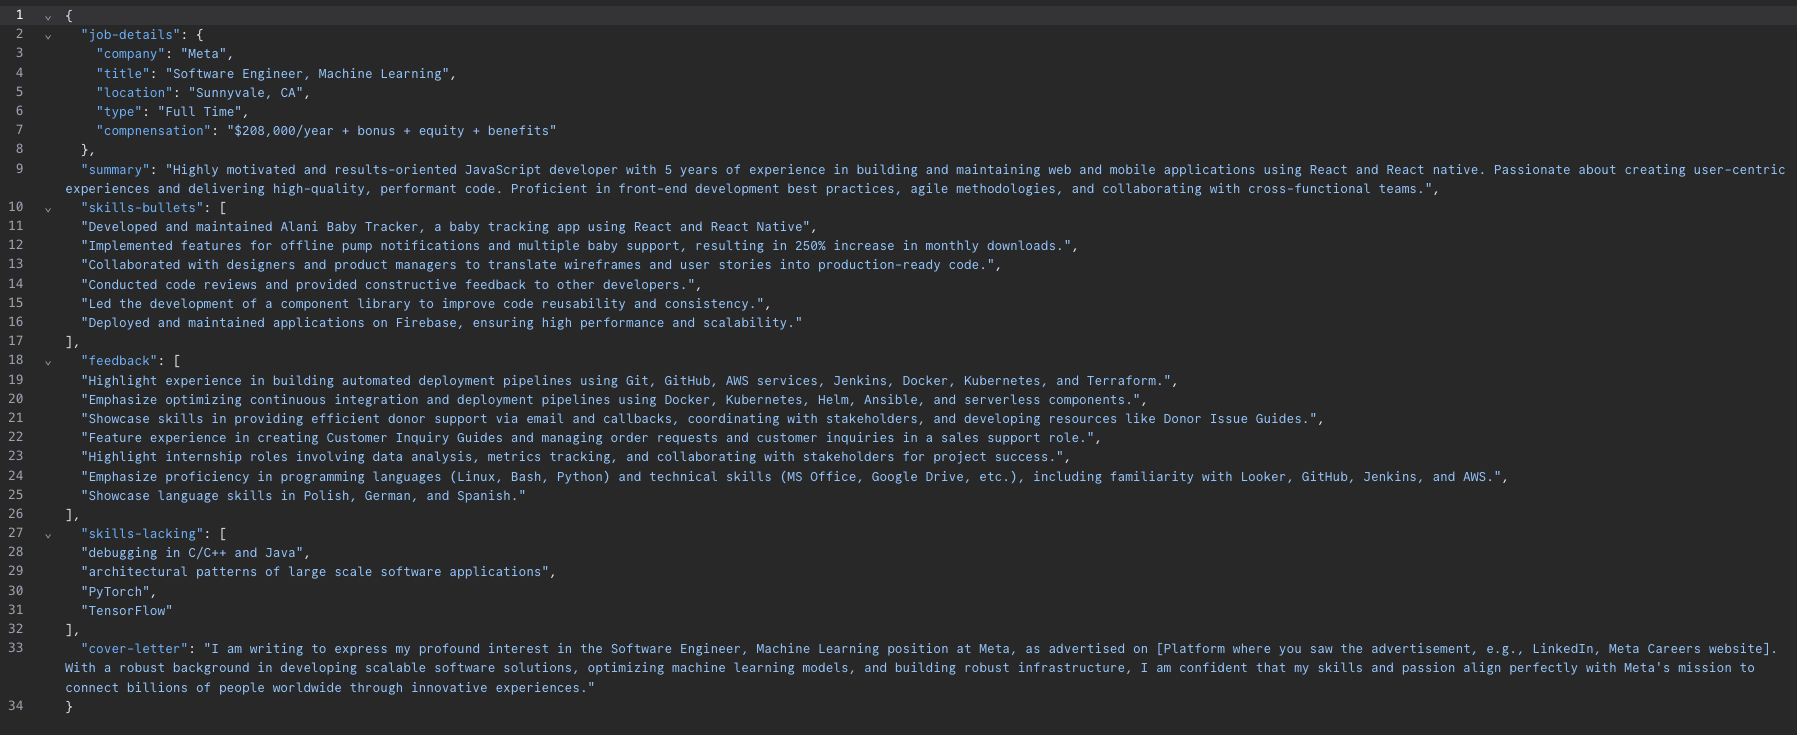 1 ⌄ {
2 ⌄ "job-details": {
3 "company": "Meta",
4 "title": "Software Engineer, Machine Learning",
5 "location": "Sunnyvale, CA",
6 "type": "Full Time",
7 "compnensation": "$208,000/year + bonus + equity + benefits"
8 },
9 "summary": "Highly motivated and results-oriented JavaScript developer with 5 years of experience in building and maintaining web and mobile applications using React and React native. Passionate about creating user-centric
experiences and delivering high-quality, performant code. Proficient in front-end development best practices, agile methodologies, and collaborating with cross-functional teams.",
10 ⌄ "skills-bullets": [
11 "Developed and maintained Alani Baby Tracker, a baby tracking app using React and React Native",
12 "Implemented features for offline pump notifications and multiple baby support, resulting in 250% increase in monthly downloads.",
13 "Collaborated with designers and product managers to translate wireframes and user stories into production-ready code.",
14 "Conducted code reviews and provided constructive feedback to other developers.",
15 "Led the development of a component library to improve code reusability and consistency.",
16 "Deployed and maintained applications on Firebase, ensuring high performance and scalability."
17 ],
18 ⌄ "feedback": [
19 "Highlight experience in building automated deployment pipelines using Git, GitHub, AWS services, Jenkins, Docker, Kubernetes, and Terraform.",
20 "Emphasize optimizing continuous integration and deployment pipelines using Docker, Kubernetes, Helm, Ansible, and serverless components.",
21 "Showcase skills in providing efficient donor support via email and callbacks, coordinating with stakeholders, and developing resources like Donor Issue Guides.",
22 "Feature experience in creating Customer Inquiry Guides and managing order requests and customer inquiries in a sales support role.",
23 "Highlight internship roles involving data analysis, metrics tracking, and collaborating with stakeholders for project success.",
24 "Emphasize proficiency in programming languages (Linux, Bash, Python) and technical skills (MS Office, Google Drive, etc.), including familiarity with Looker, GitHub, Jenkins, and AWS.",
25 "Showcase language skills in Polish, German, and Spanish."
26 ],
27 ⌄ "skills-lacking": [
28 "debugging in C/C++ and Java",
29 "architectural patterns of large scale software applications",
30 "PyTorch",
31 "TensorFlow"
32 ],
33 "cover-letter": "I am writing to express my profound interest in the Software Engineer, Machine Learning position at Meta, as advertised on [Platform where you saw the advertisement, e.g., LinkedIn, Meta Careers website].
With a robust background in developing scalable software solutions, optimizing machine learning models, and building robust infrastructure, I am confident that my skills and passion align perfectly with Meta's mission to
connect billions of people worldwide through innovative experiences."
34 }